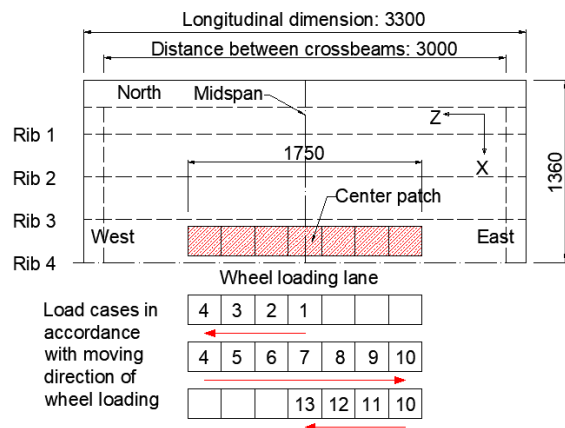 Longitudinal dimension: 3300
Distance between crossbeams: 3000
North
Midspan
Z
X
Rib 1
1750
1360
Rib 2
Center patch
Rib 3
West
East
Rib 4
Wheel loading lane
Load cases in
accordance
with moving
direction of
wheel loading
4 3 2 1
4 5 6 7 8 9 10
13 12 11 10